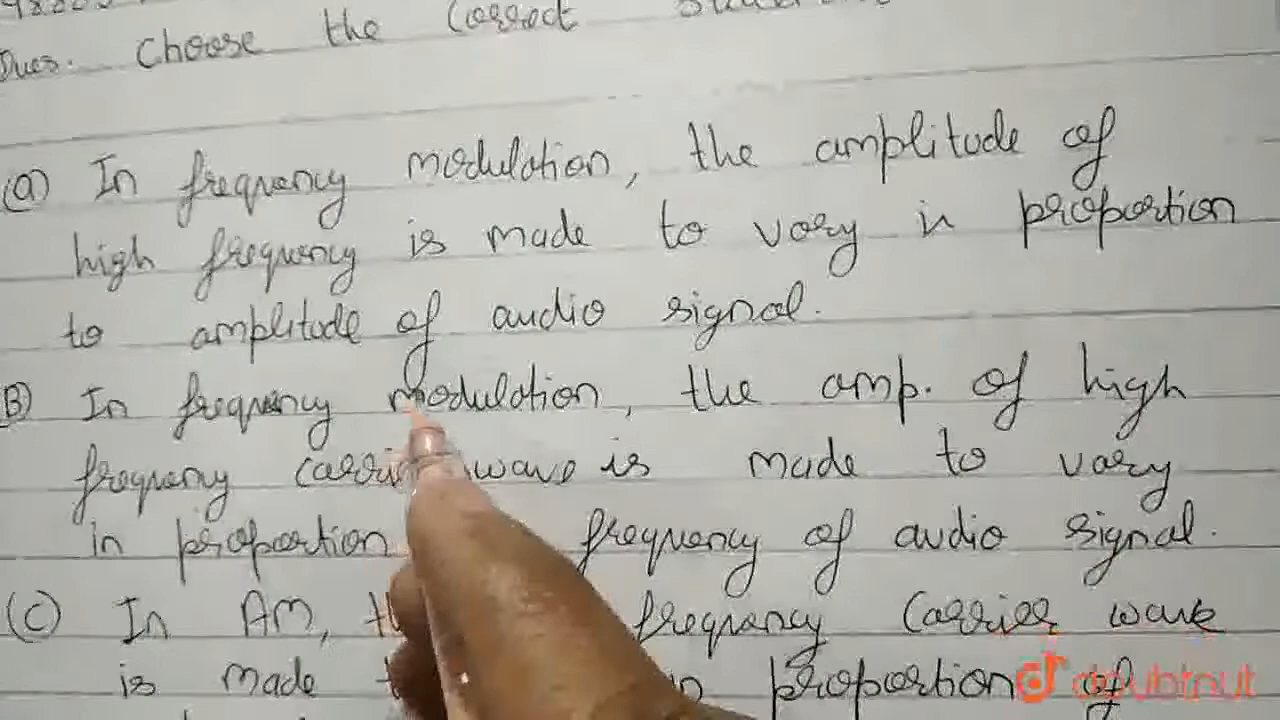 Ques. Choose the Correct
(a) In frequency modulation, the amplitude of
high frequency is made to vary in proportion
to amplitude of audio signal.
(B) In frequency modulation, the amp. of high
frequency carrier wave is made to vary
in proportion frequency of audio signal.
(C) In AM, frequency Carrier wave
is made proportion of
doubtnut